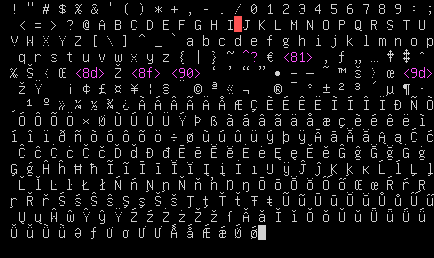 ! " # $ % & ' ( ) * + , - . / 0 1 2 3 4 5 6 7 8 9 : ;
< = > ? @ A B C D E F G H I J K L M N O P Q R S T U
V W X Y Z [ \ ] ^ _ ` a b c d e f g h i j k l m n o p
q r s t u v w x y z { | } ~ ^? € <81> ‚ ƒ „ … † ‡ ˆ
‰ Š ‹ Œ <8d> Ž <8f> <90> ‘ ’ “ ” • – — ˜ ™ š › œ <9d>
ž Ÿ ¡ ¢ £ ¤ ¥ ¦ § ¨ © ª « ¬ ® ¯ ° ± ² ³ ´ µ ¶ ·
¸ ¹ º » ¼ ½ ¾ ¿ À Á Â Ã Ä Å Æ Ç È É Ê Ë Ì Í Î Ï Ð Ñ Ò
Ó Ô Õ Ö × Ø Ù Ú Û Ü Ý Þ ß à á â ã ä å æ ç è é ê ë ì
í î ï ð ñ ò ó ô õ ö ÷ ø ù ú û ü ý þ ÿ Ā ā Ă ă Ą ą Ć ć
Ĉ ĉ Ċ ċ Č č Ď ď Đ đ Ē ē Ĕ ĕ Ė ė Ę ę Ě ě Ĝ ĝ Ğ ğ Ġ ġ
Ģ ģ Ĥ ĥ Ħ ħ Ĩ ĩ Ī ī Ĭ ĭ Į į İ ı Ĳ ĳ Ĵ ĵ Ķ ķ ĸ Ĺ ĺ Ļ ļ
Ľ ľ Ŀ ŀ Ł ł Ń ń Ņ ņ Ň ň ŉ Ŋ ŋ Ō ō Ŏ ŏ Ő ő Œ œ Ŕ ŕ Ŗ
ŗ Ř ř Ś ś Ŝ ŝ Ş ş Š š Ţ ţ Ť ť Ŧ ŧ Ũ ũ Ū ū Ŭ ŭ Ů ů Ű ű
Ų ų Ŵ ŵ Ŷ ŷ Ÿ Ź ź Ż ż Ž ž ſ Ǎ ǎ Ǐ ǐ Ǒ ǒ Ǔ ǔ Ǖ ǖ Ǘ ǘ
Ǚ ǚ Ǜ ǜ ə ƒ Ơ ơ Ư ư Ǻ ǻ Ǽ ǽ Ǿ ǿ